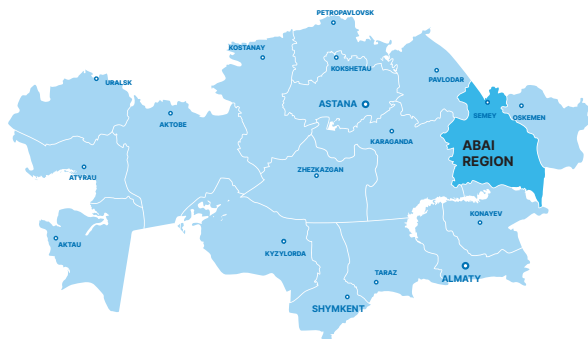 PETROPAVLOVSK
KOSTANAY
KOKSHETAU
PAVLODAR
URALSK
ASTANA
SEMEY
OSKEMEN
AKTOBE
KARAGANDA
ABAI
REGION
ATYRAU
ZHEZKAZGAN
KONAYEV
AKTAU
KYZYLORDA
TARAZ
ALMATY
SHYMKENT